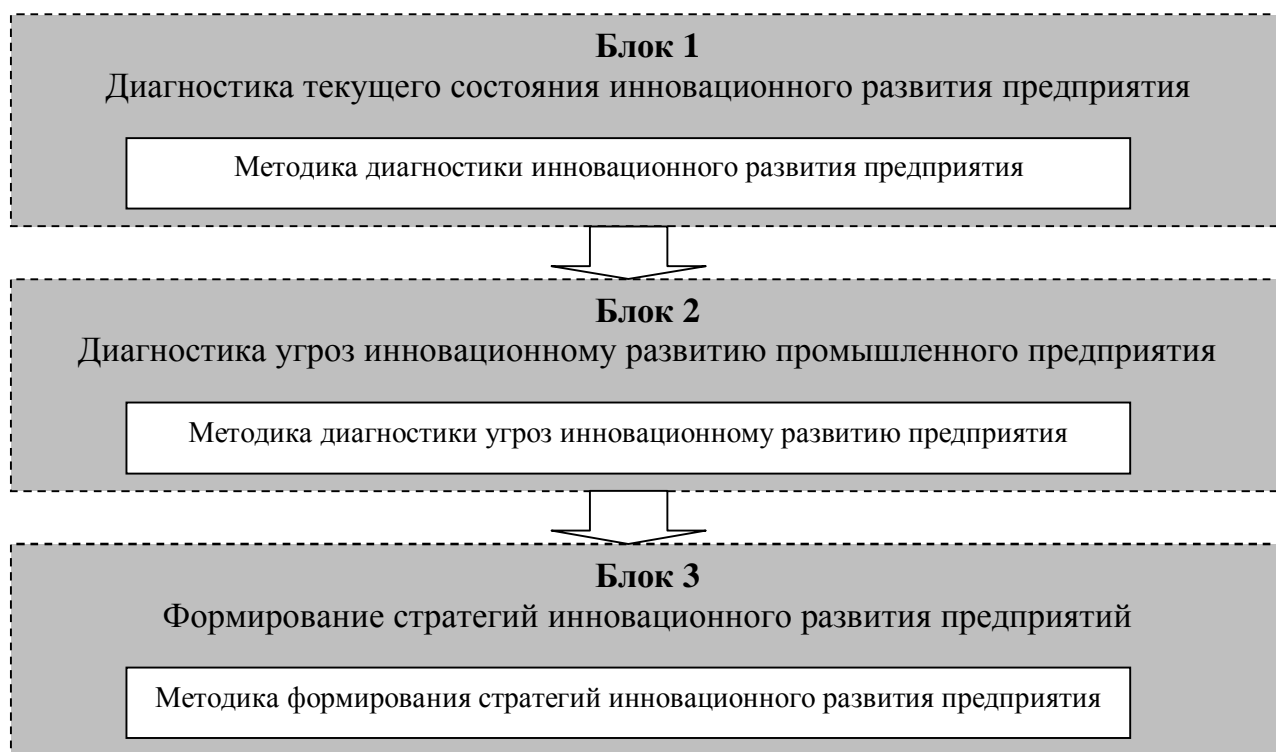 Блок 1
Диагностика текущего состояния инновационного развития предприятия
Методика диагностики инновационного развития предприятия
Блок 2
Диагностика угроз инновационному развитию промышленного предприятия
Методика диагностики угроз инновационному развитию предприятия
Блок 3
Формирование стратегий инновационного развития предприятий
Методика формирования стратегий инновационного развития предприятия